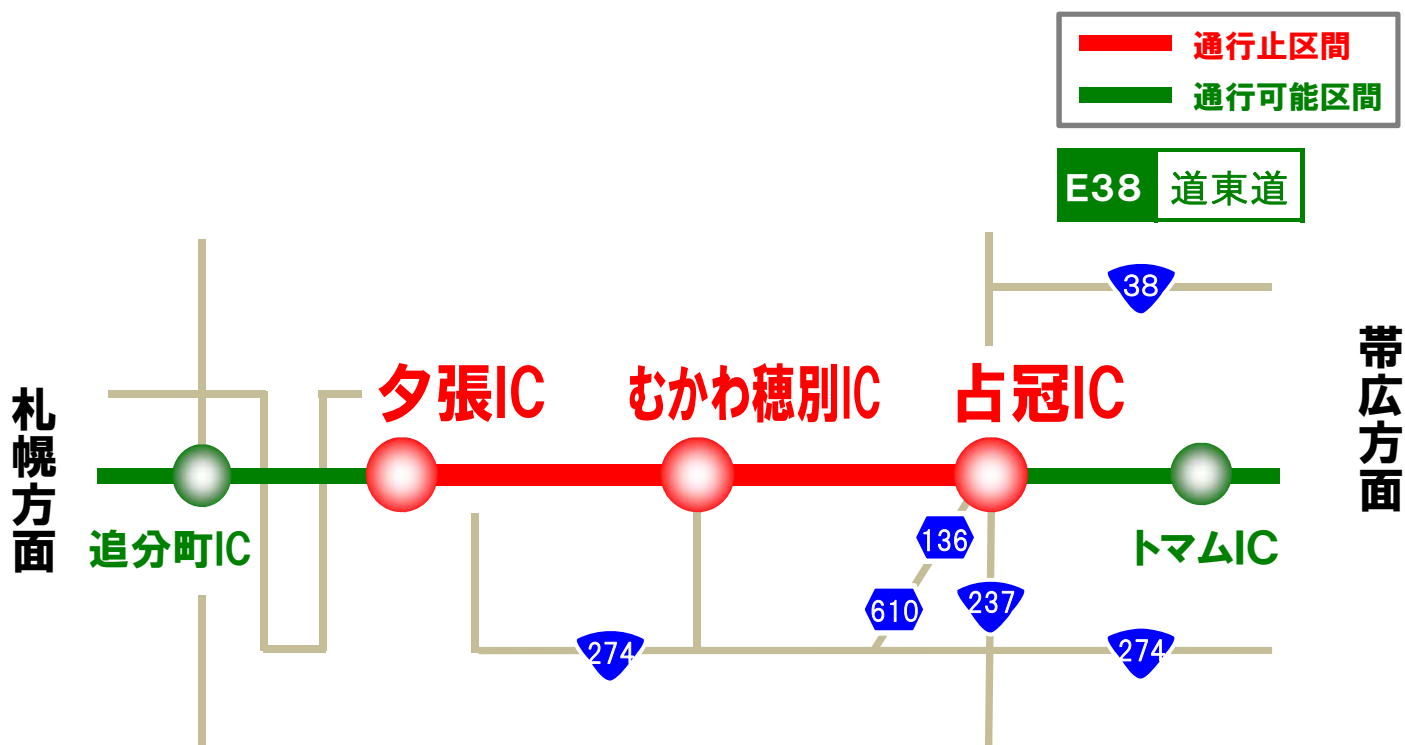 通行止区間
通行可能区間
E38 道東道
38
帯広方面
札幌方面
夕張IC
むかわ穂別IC
占冠IC
追分町IC
トマムIC
136
610
237
274
274